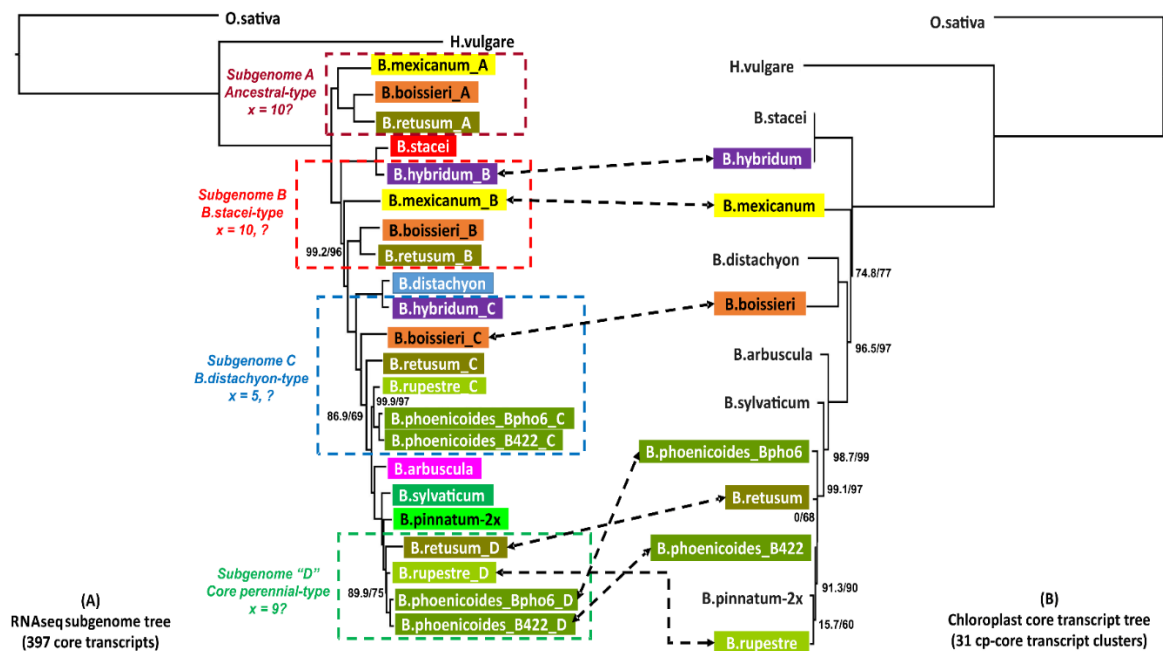 O.sativa
H.vulgare
Subgenome A
Ancestral-type
x = 10?
B.mexicanum_A
B.boissieri_A
B.retusum_A
B.stacei
B.hybridum_B
Subgenome B
B.stacei-type
x = 10, ?
B.mexicanum_B
B.boissieri_B
B.retusum_B
99.2/96
B.distachyon
B.hybridum_C
B.boissieri_C
Subgenome C
B.distachyon-type
x = 5, ?
B.retusum_C
B.rupestre_C
99.9/97
86.9/69
B.phoenicoides_Bpho6_C
B.phoenicoides_B422_C
B.arbuscula
B.sylvaticum
B.pinnatum-2x
B.retusum_D
B.rupestre_D
Subgenome “D”
Core perennial-type
x = 9?
89.9/75
B.phoenicoides_Bpho6_D
B.phoenicoides_B422_D
(A)
RNAseq subgenome tree
(397 core transcripts)
O.sativa
H.vulgare
B.stacei
B.hybridum
B.mexicanum
B.distachyon
74.8/77
B.boissieri
96.5/97
B.arbuscula
B.sylvaticum
B.phoenicoides_Bpho6
98.7/99
99.1/97
B.retusum
0/68
B.phoenicoides_B422
91.3/90
B.pinnatum-2x
15.7/60
B.rupestre
(B)
Chloroplast core transcript tree
(31 cp-core transcript clusters)